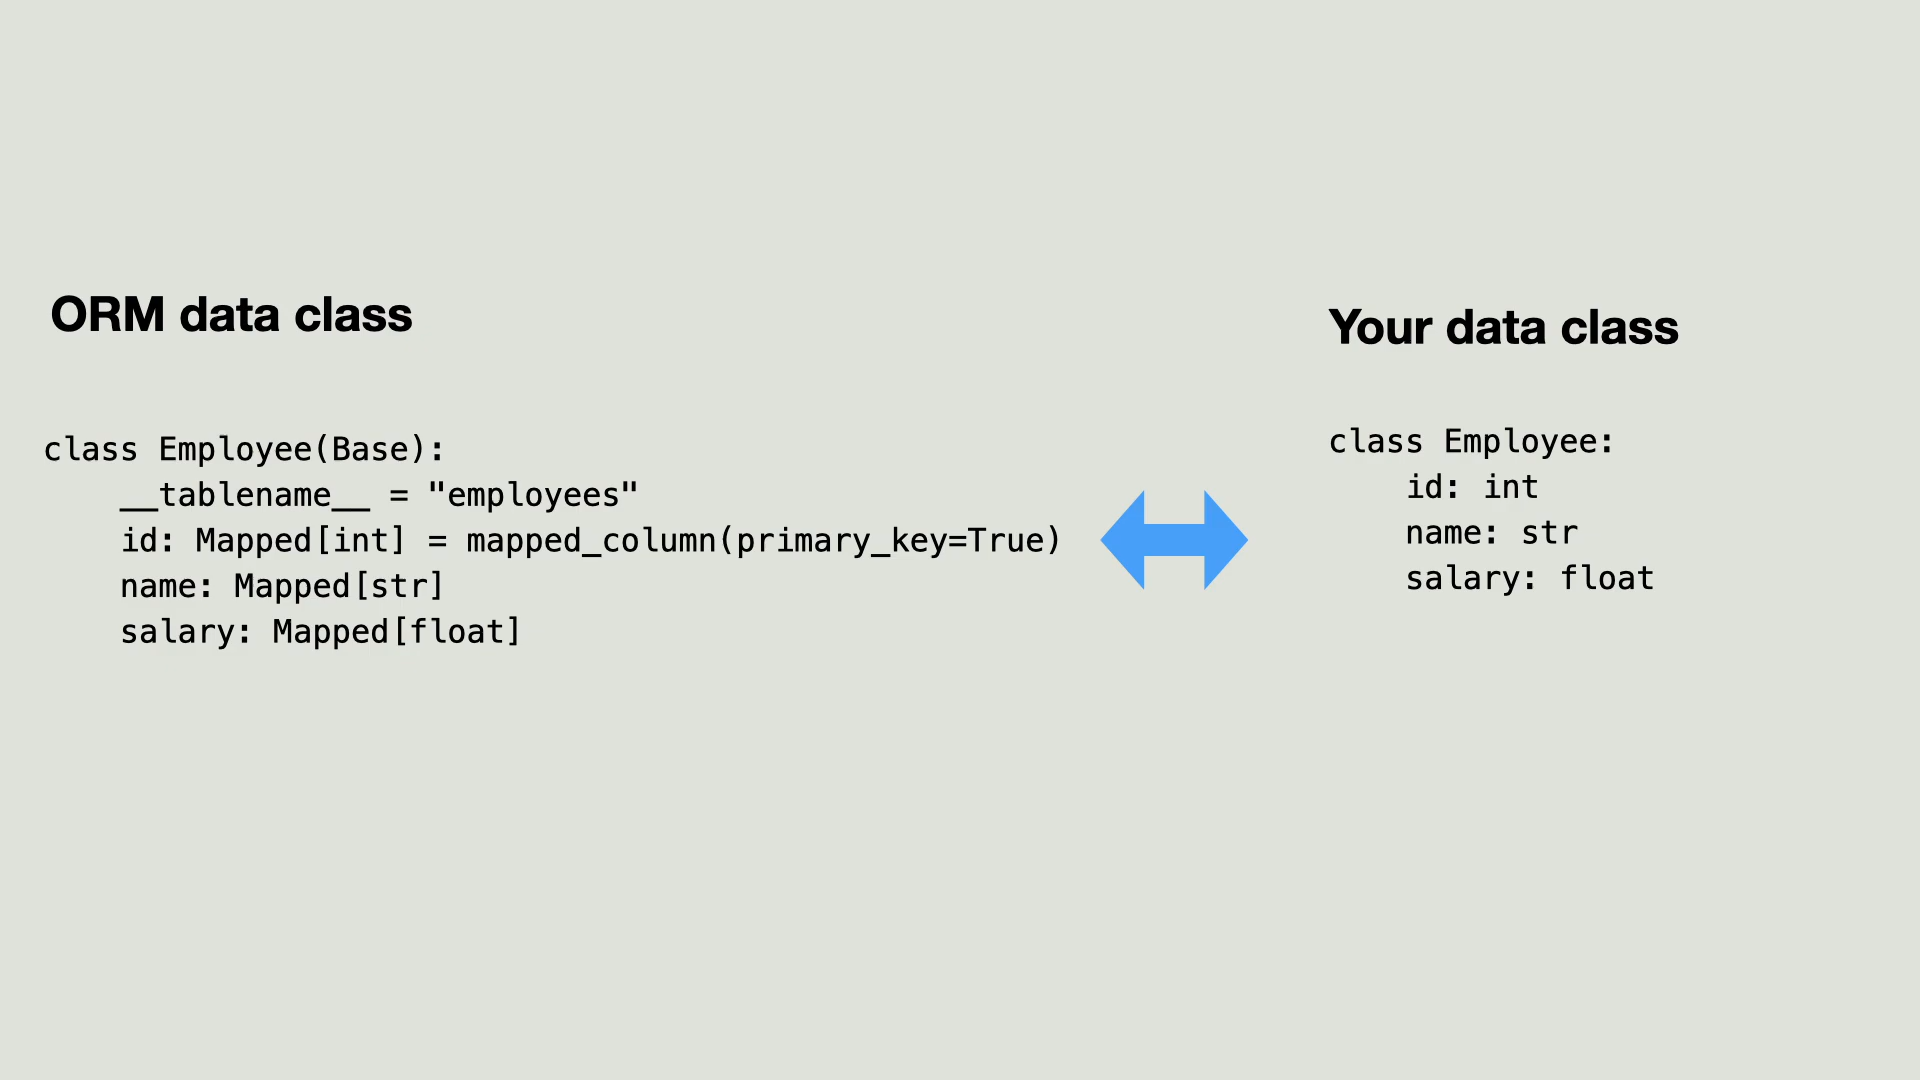 ORM data class
class Employee(Base):
    __tablename__ = "employees"
    id: Mapped[int] = mapped_column(primary_key=True)
    name: Mapped[str]
    salary: Mapped[float]
Your data class
class Employee:
    id: int
    name: str
    salary: float